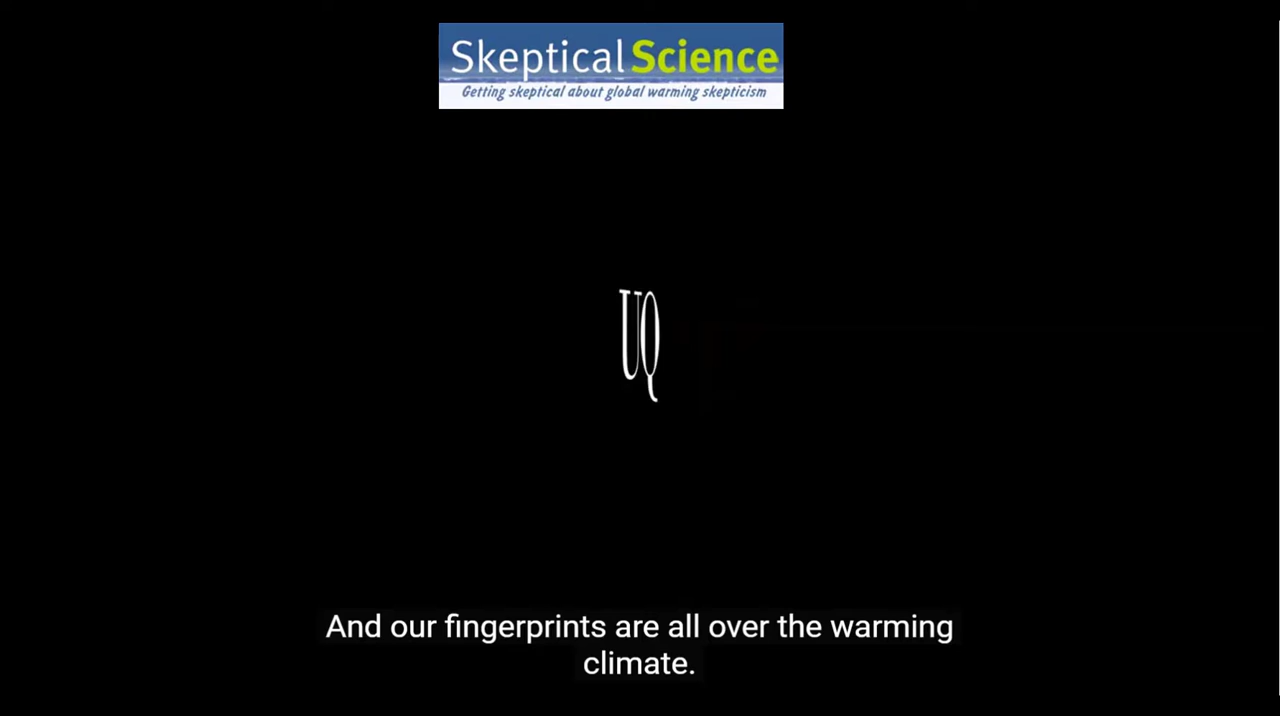 Skeptical Science
Getting skeptical about global warming skepticism
UQ
And our fingerprints are all over the warming
climate.